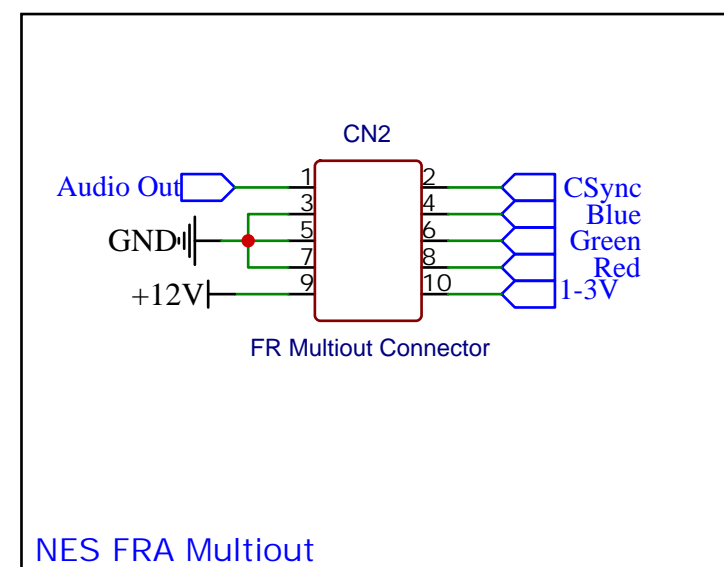 CN2
Audio Out 1 2 CSync
3 4 Blue
GND 5 6 Green
7 8 Red
+12V 9 10 1-3V
FR Multiout Connector
NES FRA Multiout